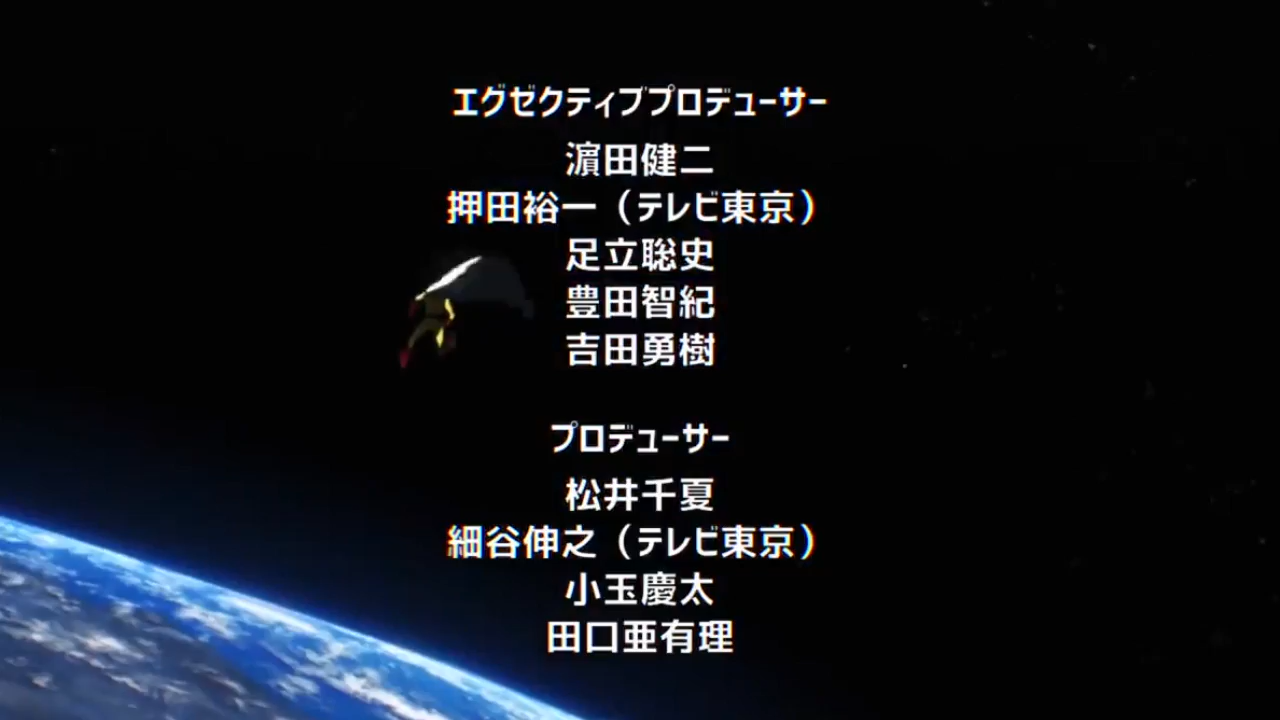 エグゼクティブプロデューサー
濵田健二
押田裕一（テレビ東京）
足立聡史
豊田智紀
吉田勇樹
プロデューサー
松井千夏
細谷伸之（テレビ東京）
小玉慶太
田口亜有理